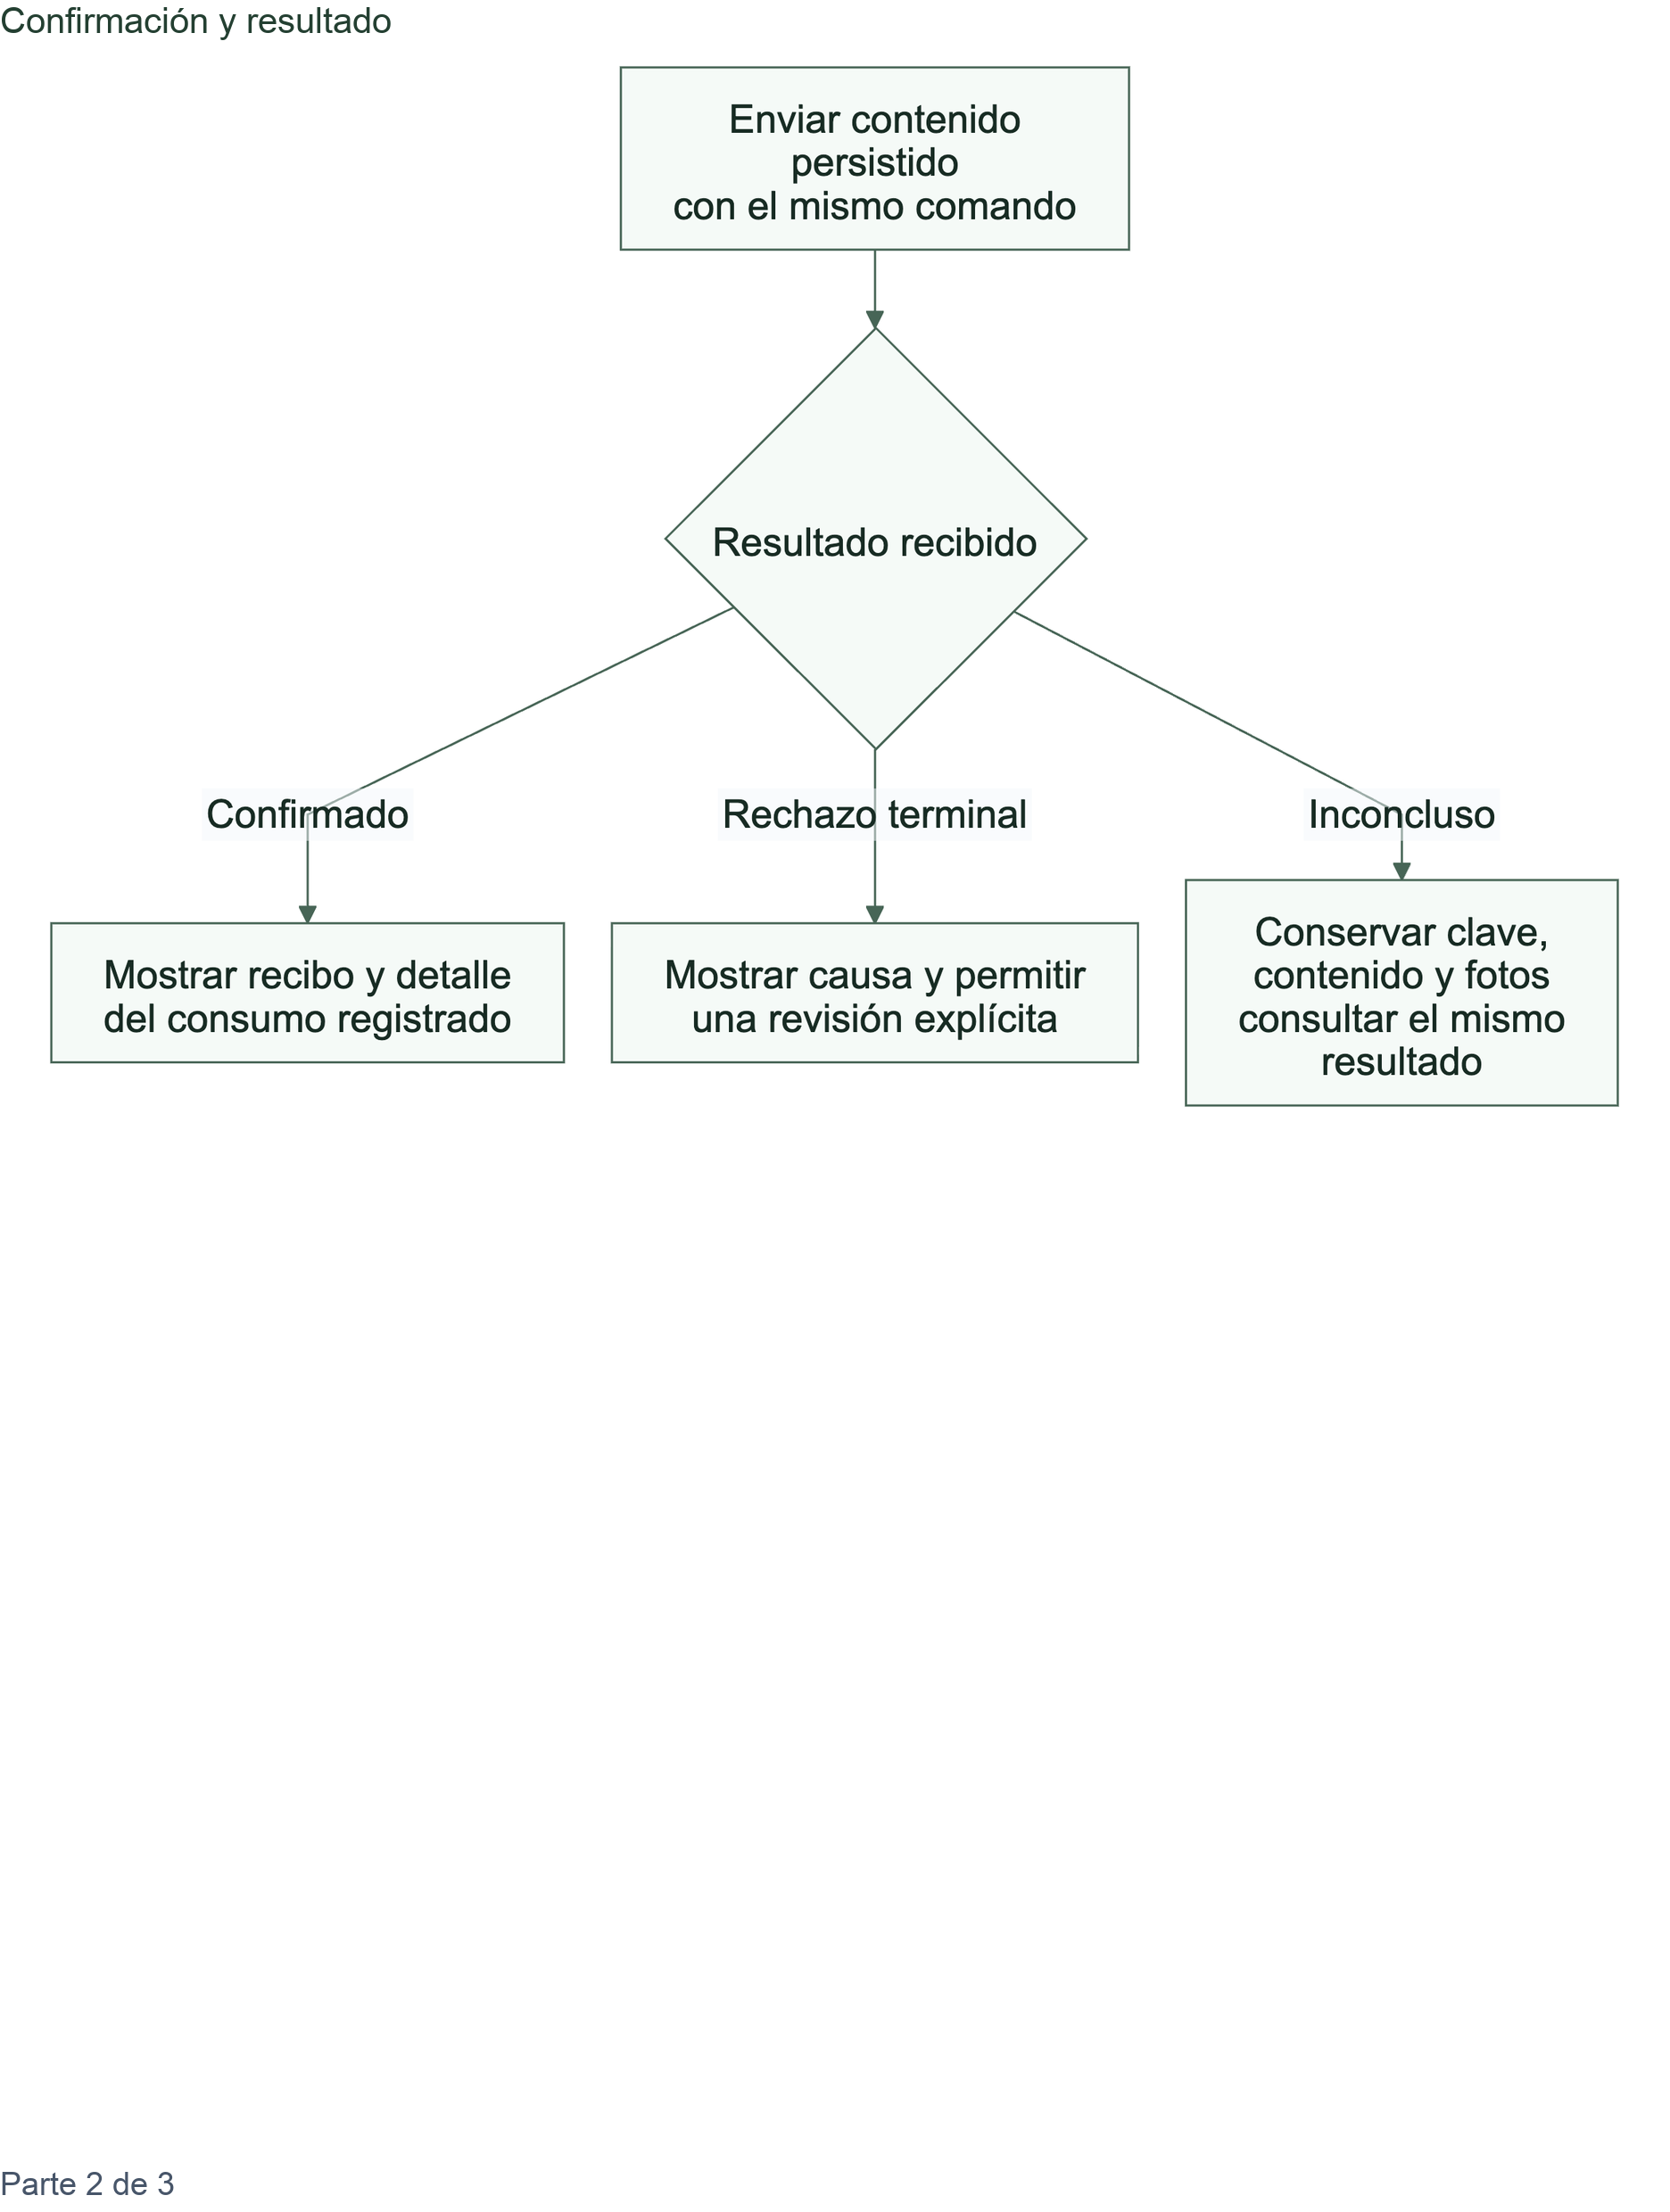 Confirmación y resultado
Enviar contenido
persistido
con el mismo comando
Resultado recibido
Confirmado
Rechazo terminal
Inconcluso
Mostrar recibo y detalle
del consumo registrado
Mostrar causa y permitir
una revisión explícita
Conservar clave,
contenido y fotos
consultar el mismo
resultado
Parte 2 de 3